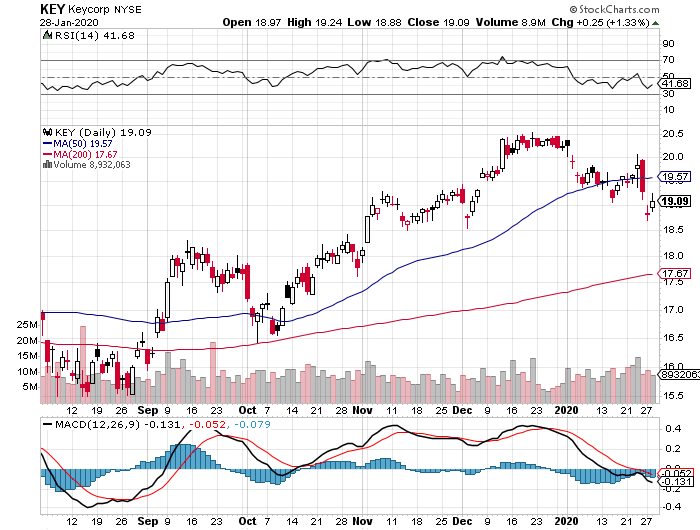 KEY Keycorp NYSE © StockCharts.com
28-Jan-2020 Open 18.97 High 19.24 Low 18.88 Close 19.09 Volume 8.9M Chg +0.25 (+1.33%)
RSI(14) 41.68
90
70
50
41.68
30
10
KEY (Daily) 19.09
MA(50) 19.57
MA(200) 17.67
Volume 8,932,063
20.5
20.0
19.57
19.09
18.5
18.0
17.67
17.5
17.0
25M 16.5
20M
15M 16.0
10M 8932063
5M 15.5
12 19 26 Sep 9 16 23 Oct 7 14 21 28 Nov 11 18 25 Dec 9 16 23 2020 13 21 27
MACD(12,26,9) -0.131, -0.052, -0.079
0.4
0.2
-0.052
-0.131
-0.2
-0.4
12 19 26 Sep 9 16 23 Oct 7 14 21 28 Nov 11 18 25 Dec 9 16 23 2020 13 21 27